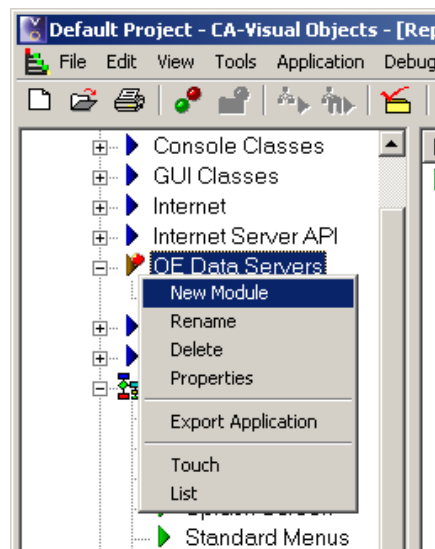 Default Project - CA-Visual Objects - [Rep
File Edit View Tools Application Debug
Console Classes
GUI Classes
Internet
Internet Server API
OE Data Servers
New Module
Rename
Delete
Properties
Export Application
Touch
List
Standard Menus